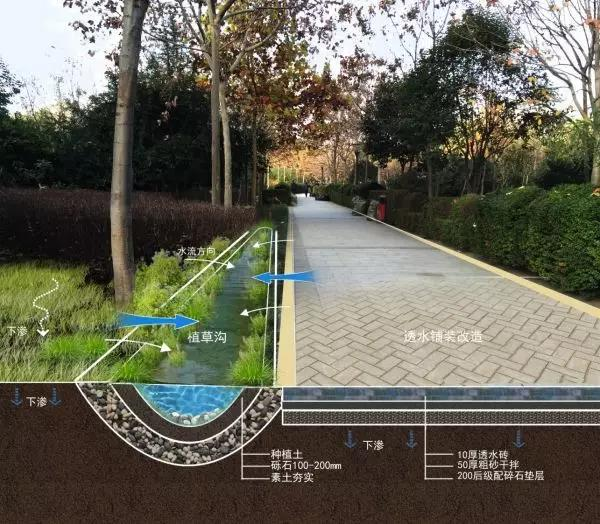 水流方向
下渗
植草沟
透水铺装改造
下渗
下渗
种植土
砾石100-200mm
素土夯实
10厚透水砖
50厚粗砂干拌
200后级配碎石垫层